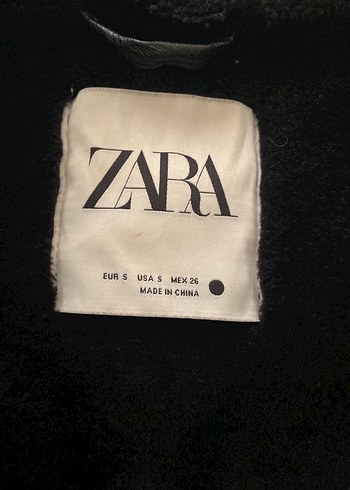 ZARA
EUR S USA S MEX 26
MADE IN CHINA